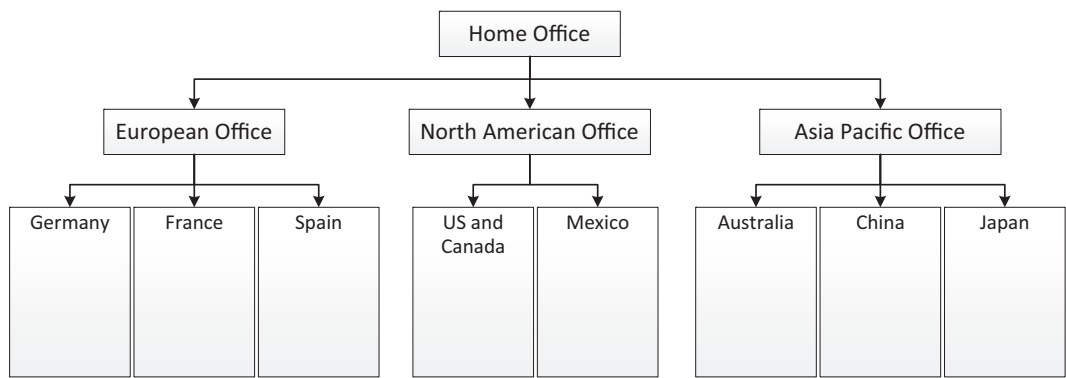 Home Office
European Office
North American Office
Asia Pacific Office
Germany
France
Spain
US and
Canada
Mexico
Australia
China
Japan